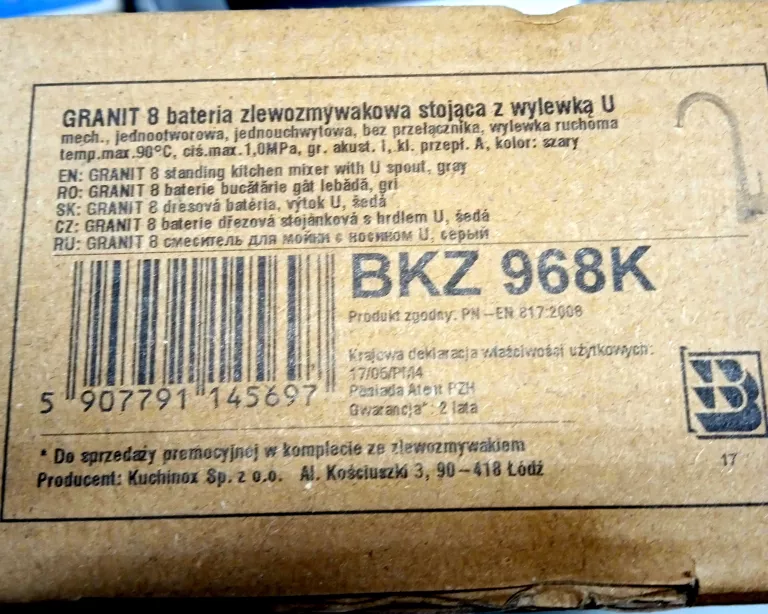 GRANIT 8 bateria zlewozmywakowa stojąca z wylewką U
mech., jednootworowa, jednouchwytowa, bez przełącznika, wylewka ruchoma
temp.max.90°C, ciś.max.1,0MPa, gr. akust. I, kl. przepł. A, kolor: szary
EN: GRANIT 8 standing kitchen mixer with U spout, gray
RO: GRANIT 8 baterie bucătărie gât lebădă, gri
SK: GRANIT 8 dresová batéria, výtok U, šedá
CZ: GRANIT 8 baterie dřezová stojánková s hrdlem U, šedá
RU: GRANIT 8 смеситель для мойки с носиком U, серый
BKZ 968K
Produkt zgodny: PN-EN 817:2008
Krajowa deklaracja właściwości użytkowych:
17/05/P144
Posiada Atest PZH
Gwarancja*: 2 lata
5 907791 145697
* Do sprzedaży promocyjnej w komplecie ze zlewozmywakiem
Producent: Kuchinox Sp. z o.o. Al. Kościuszki 3, 90-418 Łódź
17